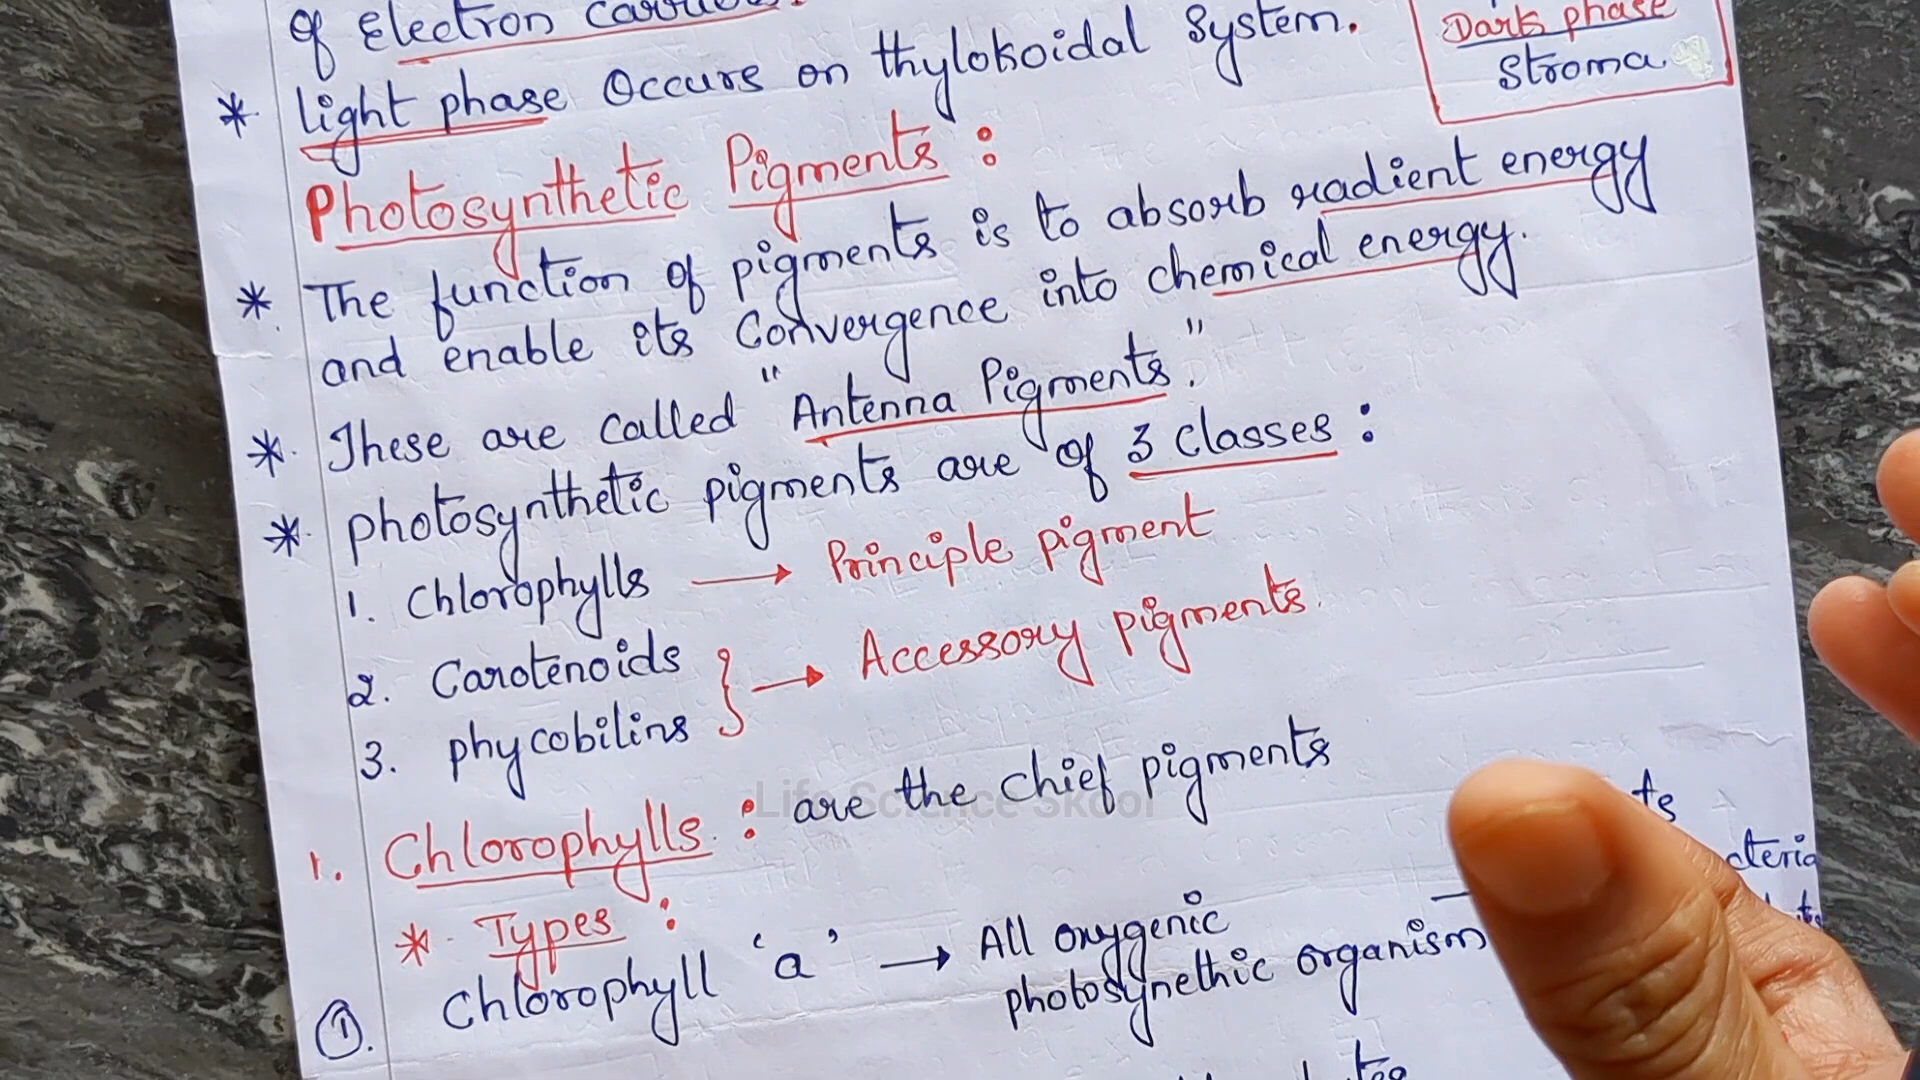 of Electron
Dark phase
* light phase Occurs on thylokoidal System.
Stroma.
Photosynthetic Pigments :
* The function of pigments is to absorb radient energy
and enable its Convergence into chemical energy.
* These are called "Antenna Pigments."
* photosynthetic pigments are of 3 classes :
1. Chlorophylls → Principle pigment
2. Carotenoids } → Accessory pigments.
3. phycobilins
Life Science Skool
1. Chlorophylls : are the chief pigments
* Types :
① Chlorophyll 'a' → All oxygenic
photosynethic organism